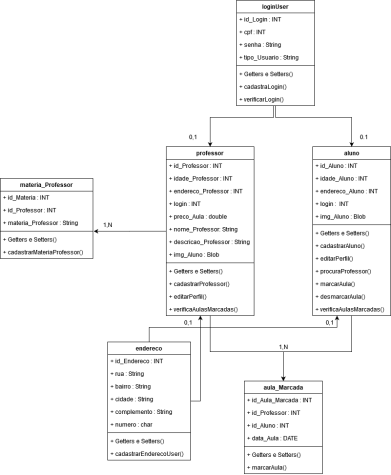 loginUser
+ id_Login : INT
+ cpf : INT
+ senha : String
+ tipo_Usuario : String
+ Getters e Setters()
+ cadastraLogin()
+ verificarLogin()
0,1
0,1
professor
+ id_Professor : INT
+ idade_Professor : INT
+ endereco_Professor : INT
+ login : INT
+ preco_Aula : double
+ nome_Professor: String
+ descricao_Professor : String
+ img_Aluno : Blob
+ Getters e Setters()
+ cadastrarProfessor()
+ editarPerfil()
+ verificaAulasMarcadas()
aluno
+ id_Aluno : INT
+ idade_Aluno : INT
+ endereco_Aluno : INT
+ login : INT
+ img_Aluno : Blob
+ Getters e Setters()
+ cadastrarAluno()
+ editarPerfil()
+ procuraProfessor()
+ marcarAula()
+ desmarcarAula()
+ verificaAulasMarcadas()
materia_Professor
+ id_Materia : INT
+ id_Professor : INT
+ materia_Professor : String
+ Getters e Setters()
+ cadastrarMateriaProfessor()
1,N
0,1
0,1
1,N
endereco
+ id_Endereco : INT
+ rua : String
+ bairro : String
+ cidade : String
+ complemento : String
+ numero : char
+ Getters e Setters()
+ cadastrarEnderecoUser()
aula_Marcada
+ id_Aula_Marcada : INT
+ id_Professor : INT
+ id_Aluno : INT
+ data_Aula : DATE
+ Getters e Setters()
+ marcarAula()